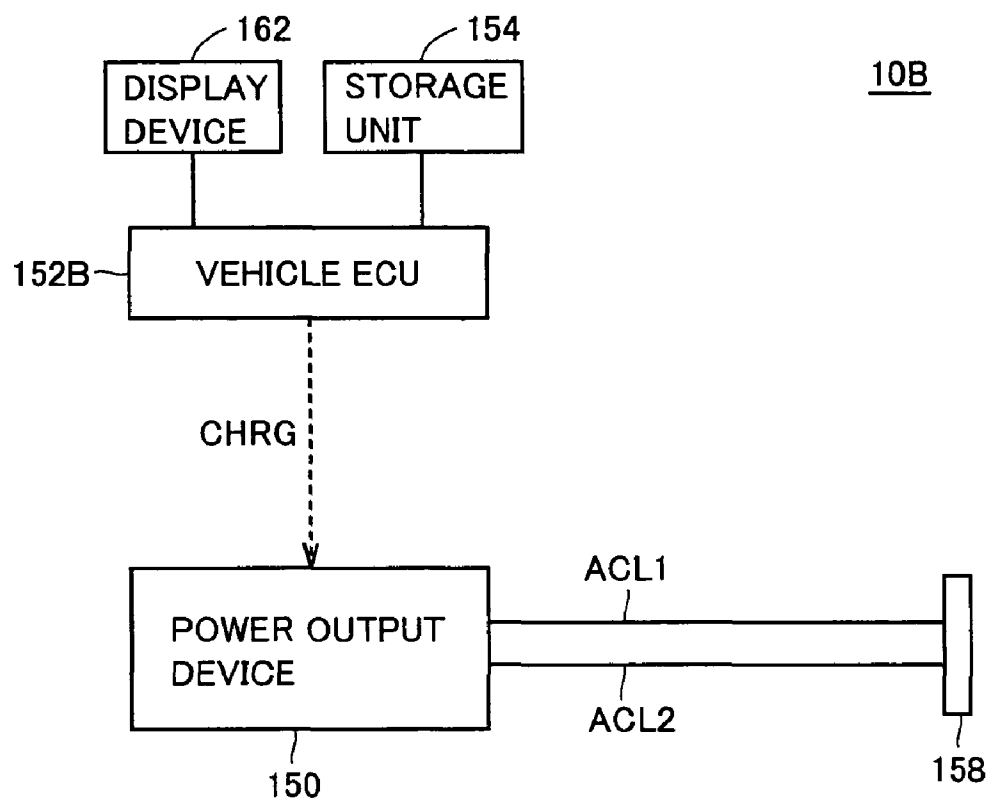 162
154
10B
DISPLAY
DEVICE
STORAGE
UNIT
152B
VEHICLE ECU
CHRG
ACL1
POWER OUTPUT
DEVICE
ACL2
150
158